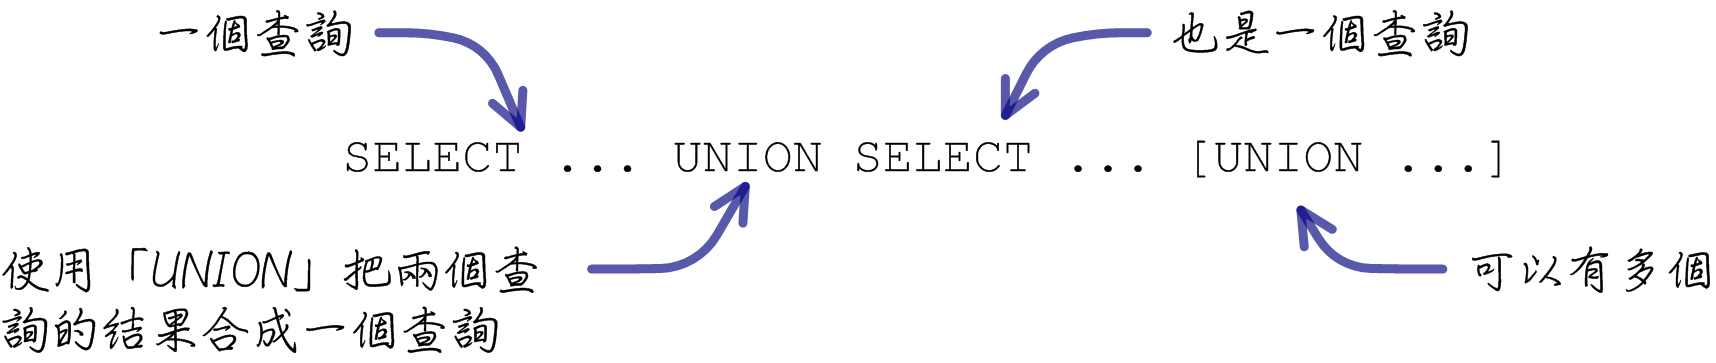 一個查詢
也是一個查詢
SELECT ... UNION SELECT ... [UNION ...]
使用「UNION」把兩個查
詢的结果合成一個查詢
可以有多個